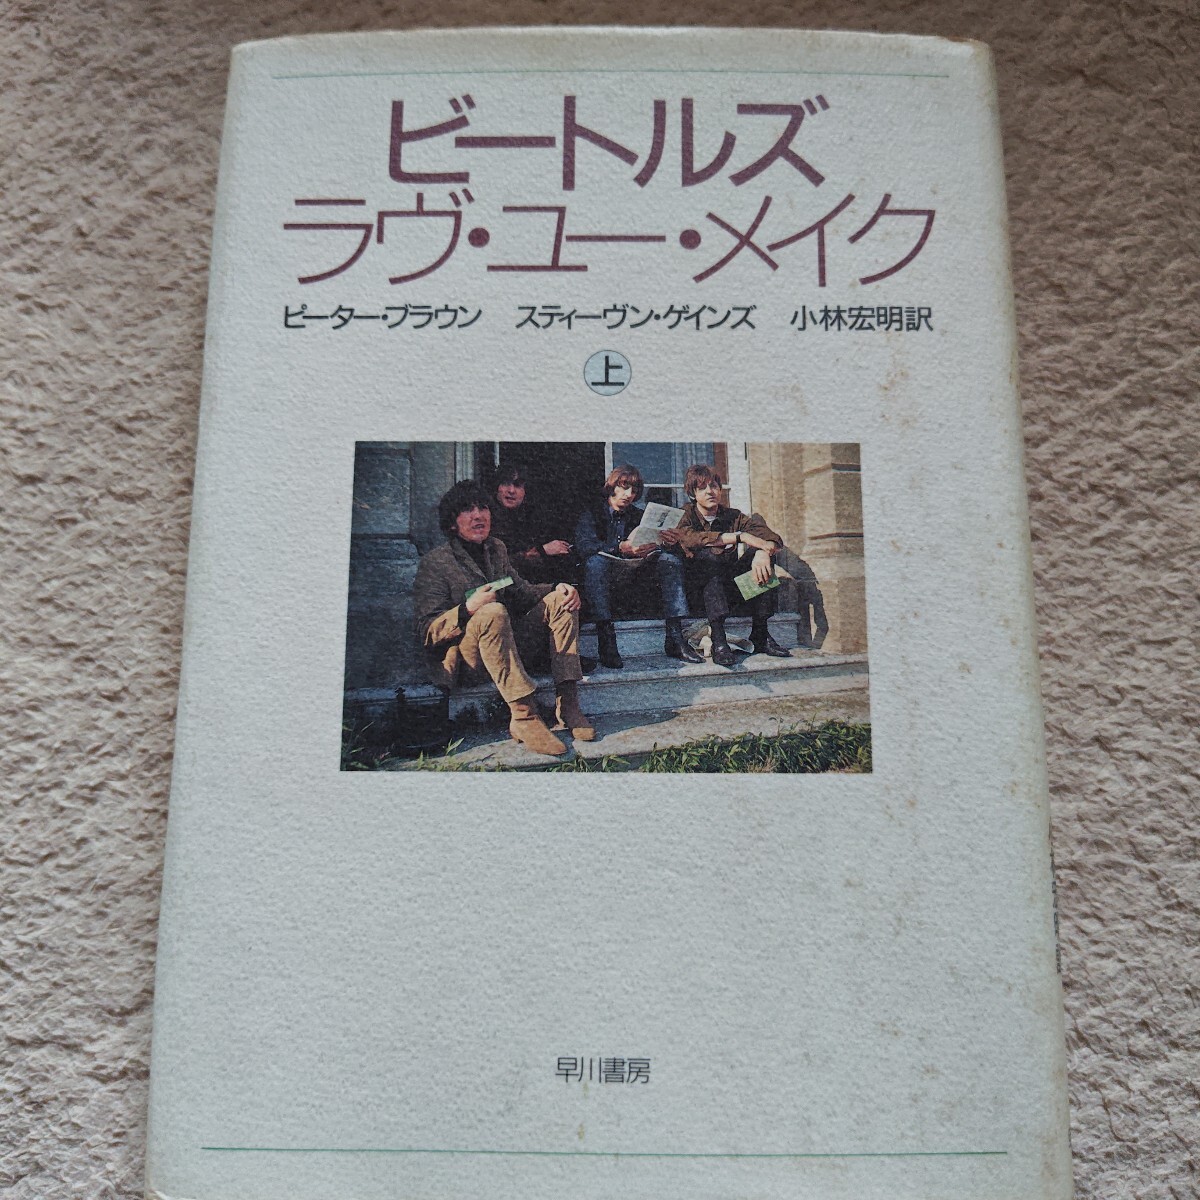 ビートルズ
ラヴ・ユー・メイク
ピーター・ブラウン　スティーヴン・ゲインズ　小林宏明訳
上
早川書房